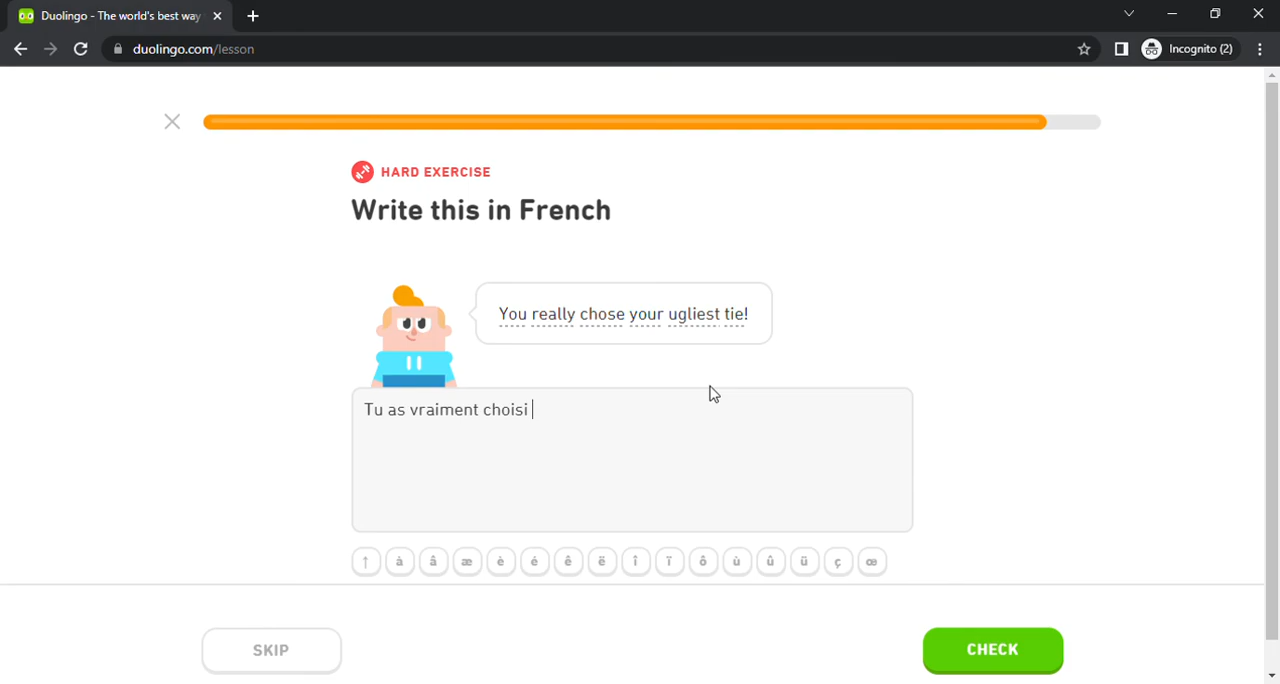 Duolingo - The world's best way
duolingo.com/lesson
Incognito (2)
HARD EXERCISE
Write this in French
You really chose your ugliest tie!
Tu as vraiment choisi
↑ à â æ è é ê ë î ï ô ù û ü ç œ
SKIP
CHECK